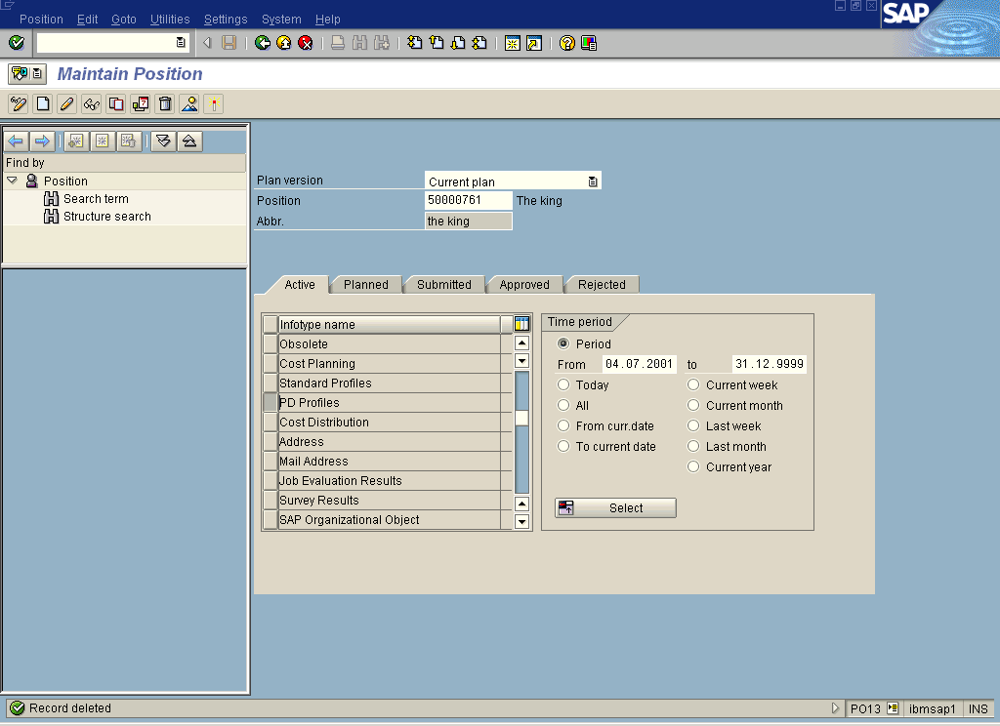 Position Edit Goto Utilities Settings System Help
SAP
Maintain Position
Find by
Position
Search term
Structure search
Plan version Current plan
Position 50000761 The king
Abbr. the king
Active Planned Submitted Approved Rejected
Infotype name
Obsolete
Cost Planning
Standard Profiles
PD Profiles
Cost Distribution
Address
Mail Address
Job Evaluation Results
Survey Results
SAP Organizational Object
Time period
Period
From 04.07.2001 to 31.12.9999
Today Current week
All Current month
From curr.date Last week
To current date Last month
Current year
Select
Record deleted PO13 ibmsap1 INS